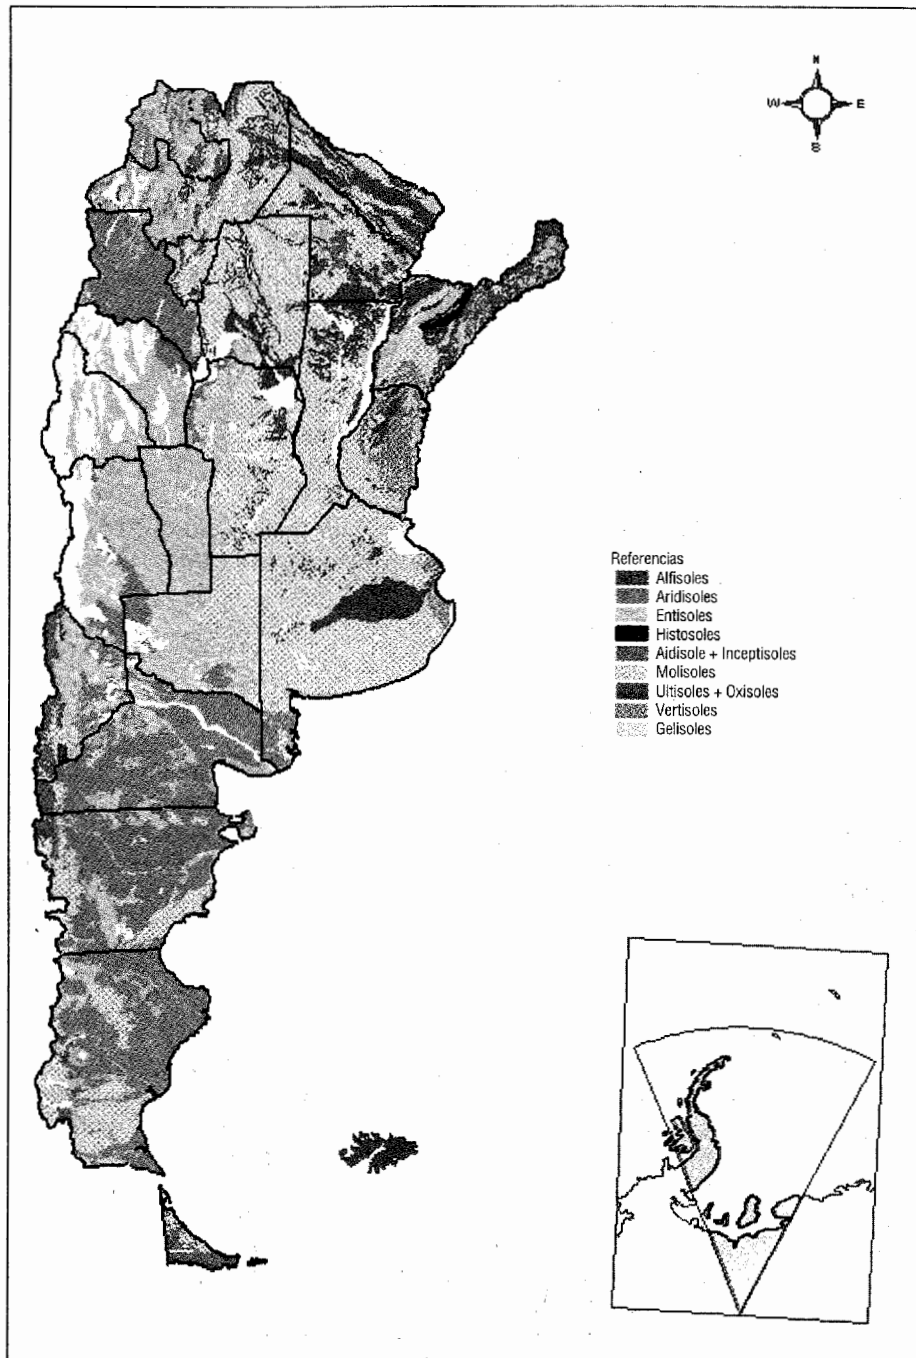 N
W E
S
Referencias
Alfisoles
Aridisoles
Entisoles
Histosoles
Aidisole + Inceptisoles
Molisoles
Ultisoles + Oxisoles
Vertisoles
Gelisoles